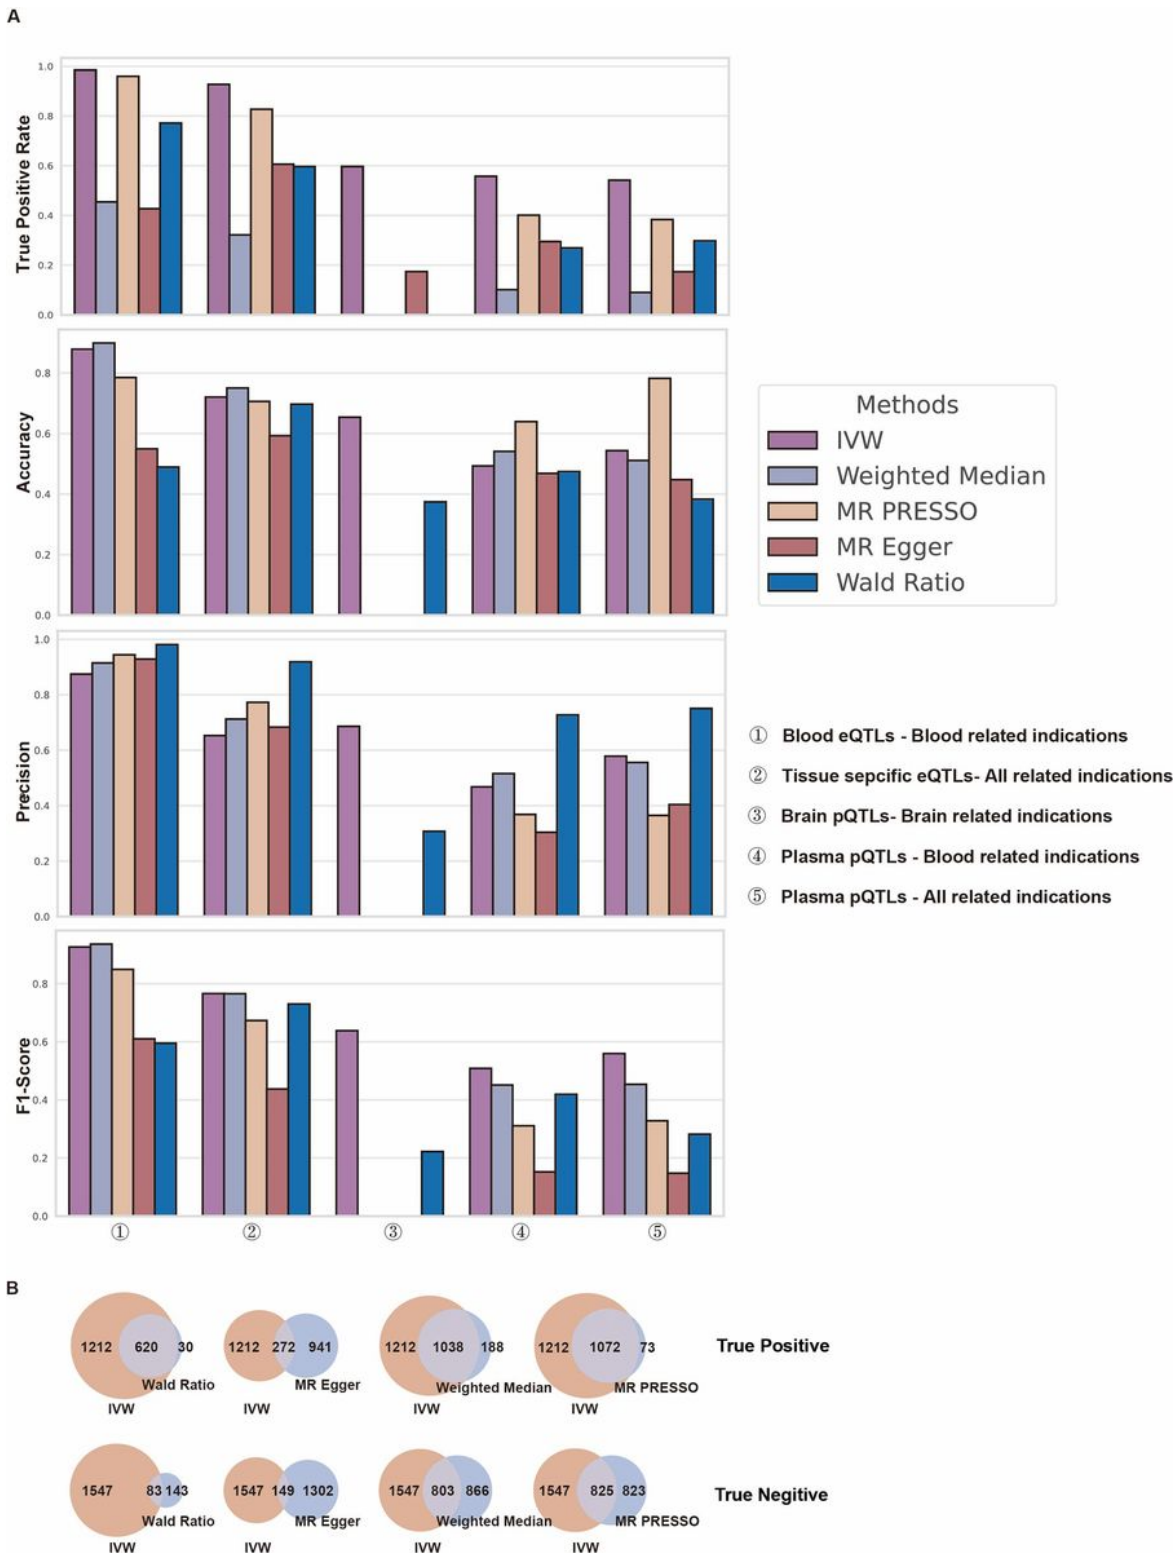 A
True Positive Rate
1.0
0.8
0.6
0.4
0.2
0.0
Accuracy
0.8
0.6
0.4
0.2
0.0
Methods
IVW
Weighted Median
MR PRESSO
MR Egger
Wald Ratio
Precision
1.0
0.8
0.6
0.4
0.2
0.0
① Blood eQTLs - Blood related indications
② Tissue sepcific eQTLs- All related indications
③ Brain pQTLs- Brain related indications
④ Plasma pQTLs - Blood related indications
⑤ Plasma pQTLs - All related indications
F1-Score
0.8
0.6
0.4
0.2
0.0
① ② ③ ④ ⑤
B
1212 620 30 1212 272 941 1212 1038 188 1212 1072 73 True Positive
Wald Ratio MR Egger Weighted Median MR PRESSO
IVW IVW IVW IVW
1547 83 143 1547 149 1302 1547 803 866 1547 825 823 True Negitive
Wald Ratio MR Egger Weighted Median MR PRESSO
IVW IVW IVW IVW